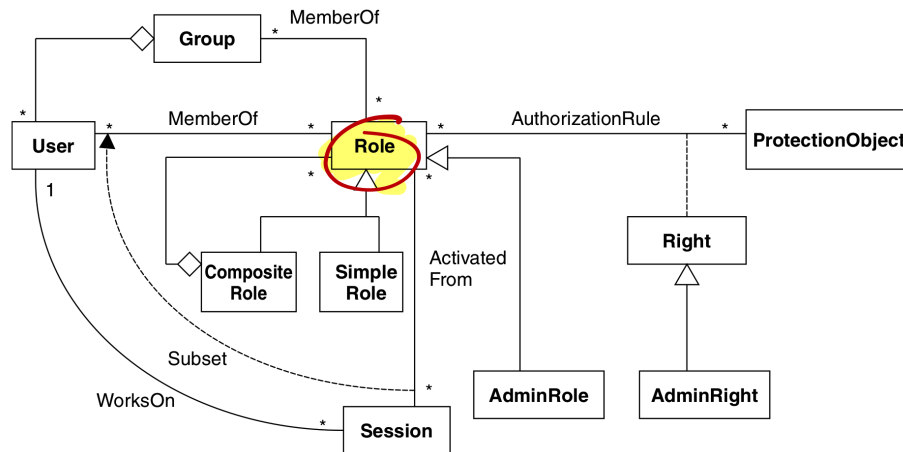 MemberOf
Group
*
*
*
MemberOf
*
*
AuthorizationRule
*
*
User
Role
ProtectionObject
1
*
*
Right
Composite
Role
Simple
Role
Activated
From
Subset
WorksOn
*
AdminRole
AdminRight
*
Session